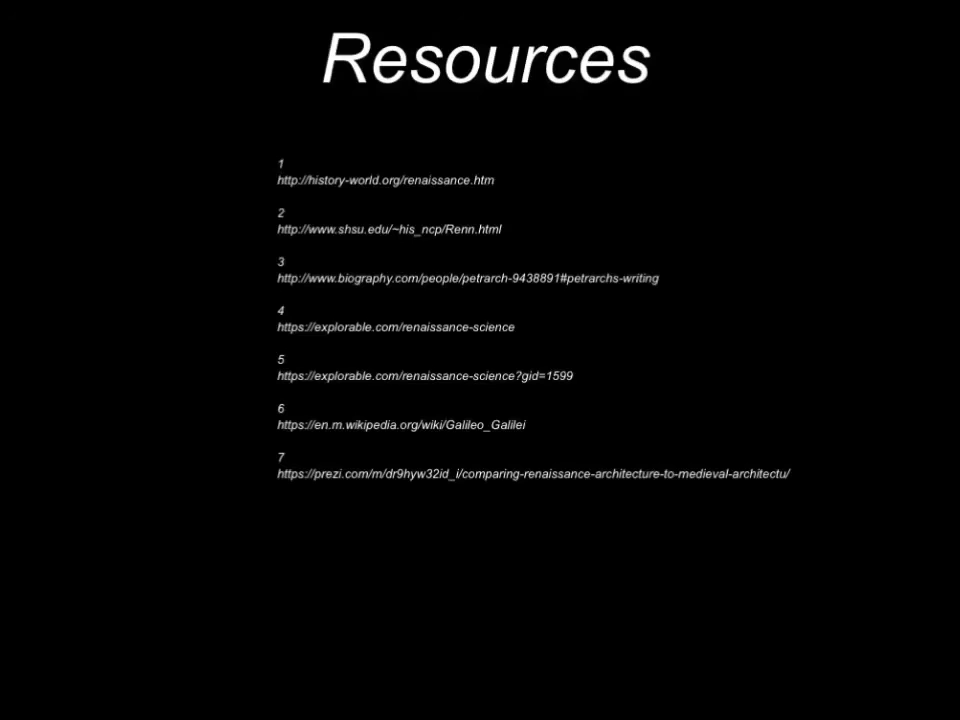 Resources
1
http://history-world.org/renaissance.htm
2
http://www.shsu.edu/~his_ncp/Renn.html
3
http://www.biography.com/people/petrarch-9438891#petrarchs-writing
4
https://explorable.com/renaissance-science
5
https://explorable.com/renaissance-science?gid=1599
6
https://en.m.wikipedia.org/wiki/Galileo_Galilei
7
https://prezi.com/m/dr9hyw32id_i/comparing-renaissance-architecture-to-medieval-architectu/